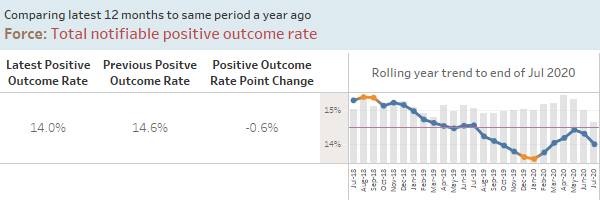 Comparing latest 12 months to same period a year ago
Force: Total notifiable positive outcome rate
Latest Positive Outcome Rate
Previous Positve Outcome Rate
Positive Outcome Rate Point Change
Rolling year trend to end of Jul 2020
14.0%
14.6%
-0.6%
15%
14%
Jul-18
Aug-18
Sep-18
Oct-18
Nov-18
Dec-18
Jan-19
Feb-19
Mar-19
Apr-19
May-19
Jun-19
Jul-19
Aug-19
Sep-19
Oct-19
Nov-19
Dec-19
Jan-20
Feb-20
Mar-20
Apr-20
May-20
Jun-20
Jul-20